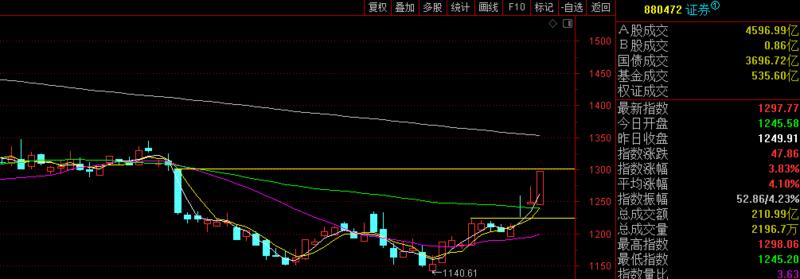 复权 叠加 多股 统计 画线 F10 标记 -自选 返回
880472 证券①
1500
1450
1400
1350
1300
1250
1200
1150
1140.61
A股成交 4596.99亿
B股成交 0.86亿
国债成交 3696.72亿
基金成交 535.60亿
权证成交
最新指数 1297.77
今日开盘 1245.58
昨日收盘 1249.91
指数涨跌 47.86
指数涨幅 3.83%
平均涨幅 4.10%
指数振幅 52.86/4.23%
总成交额 210.99亿
总成交量 2196.7万
最高指数 1298.06
最低指数 1245.20
指数量比 3.63